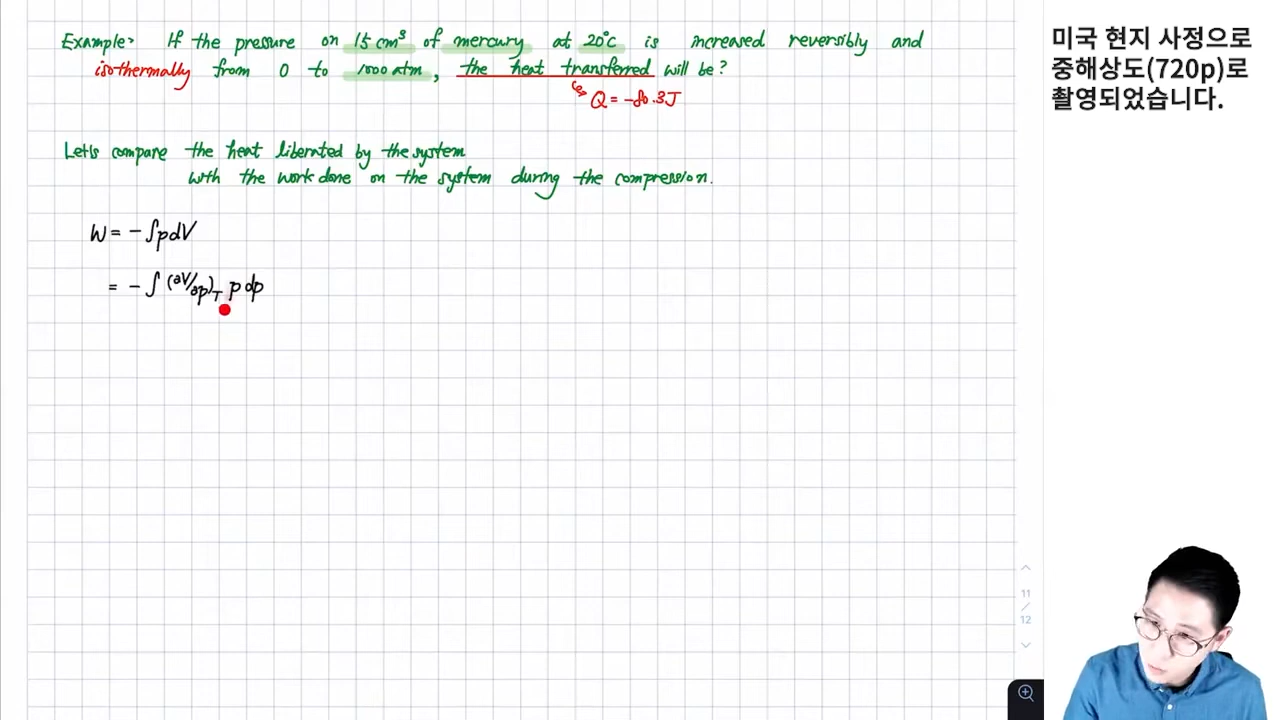 Example> If the pressure on 15 cm³ of mercury at 20°C is increased reversibly and
isothermally from 0 to 1000 atm, the heat transferred will be?
↳ Q = -80.3J
Let's compare the heat liberated by the system
with the work done on the system during the compression.
W = -∫pdV
= -∫(∂V/∂p)_T p dp
미국 현지 사정으로
중해상도(720p)로
촬영되었습니다.
11
/
12